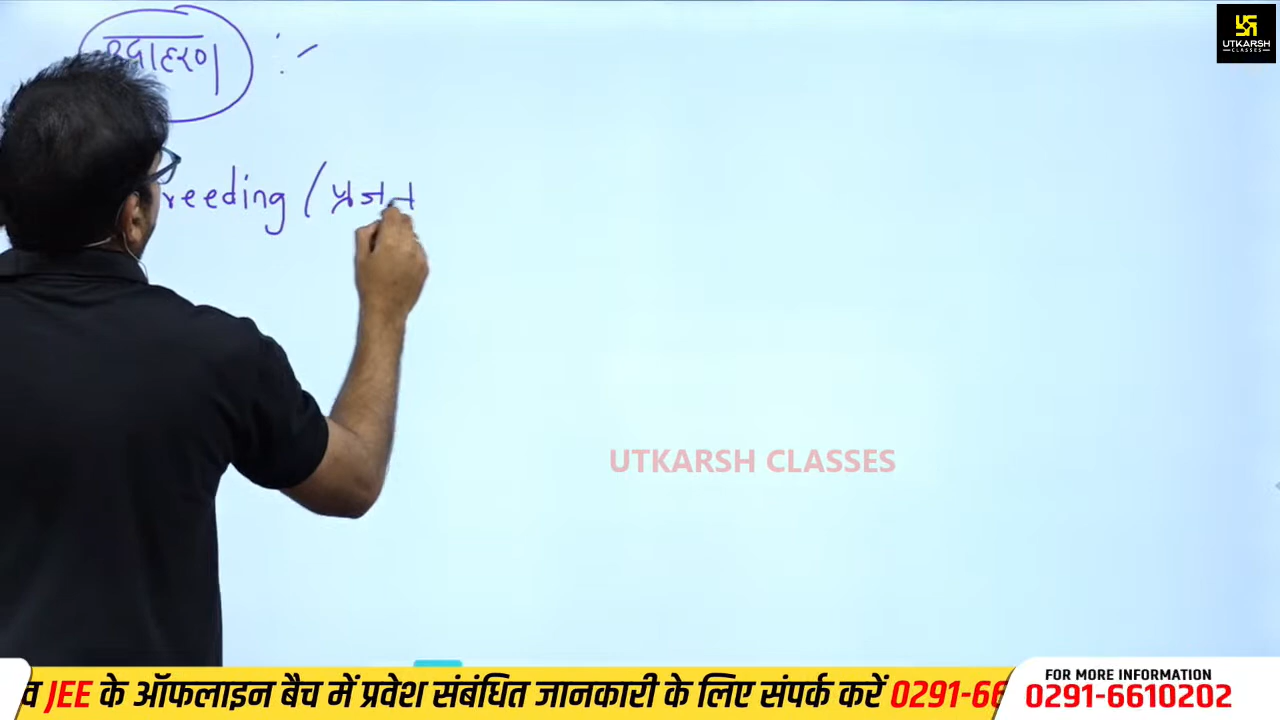 उदाहरण :-
reeding / प्रजन
UTKARSH
CLASSES
UTKARSH CLASSES
व JEE के ऑफलाइन बैच में प्रवेश संबंधित जानकारी के लिए संपर्क करें 0291-66
FOR MORE INFORMATION
0291-6610202